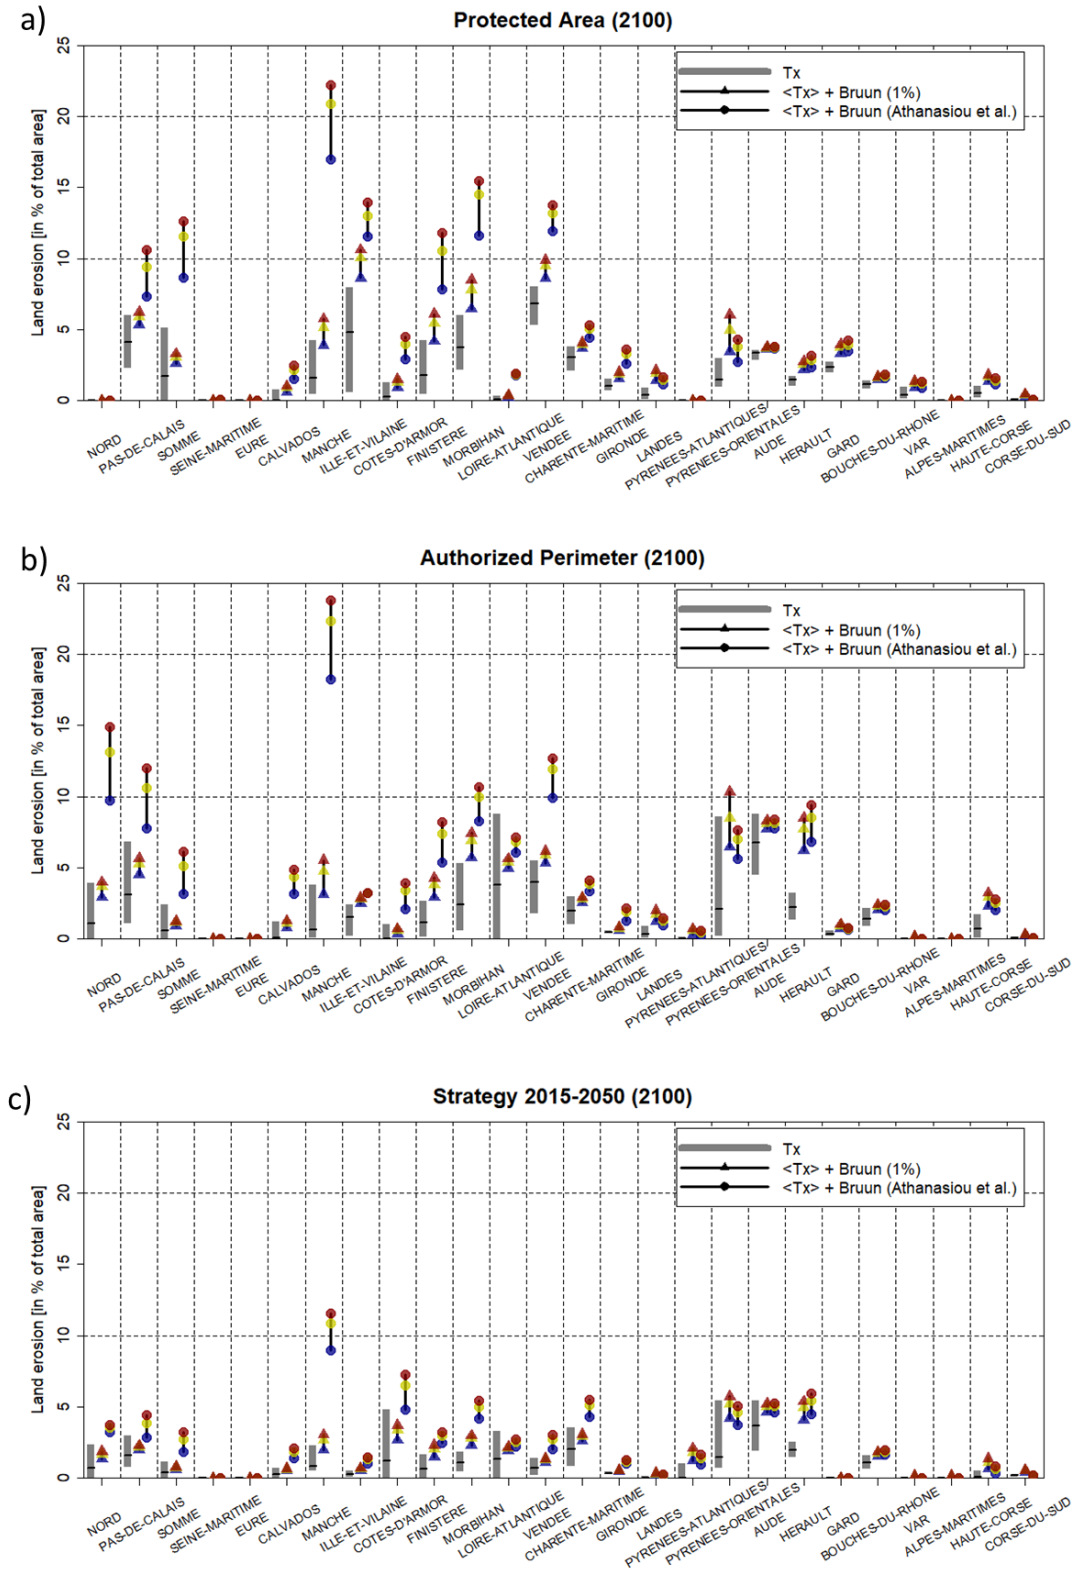 a)
Protected Area (2100)
Land erosion [in % of total area]
25
20
15
10
5
0
Tx
<Tx> + Bruun (1%)
<Tx> + Bruun (Athanasiou et al.)
NORD
PAS-DE-CALAIS
SOMME
SEINE-MARITIME
EURE
CALVADOS
MANCHE
ILLE-ET-VILAINE
COTES-D'ARMOR
FINISTERE
MORBIHAN
LOIRE-ATLANTIQUE
VENDEE
CHARENTE-MARITIME
GIRONDE
LANDES
PYRENEES-ATLANTIQUES/
PYRENEES-ORIENTALES
AUDE
HERAULT
GARD
BOUCHES-DU-RHONE
VAR
ALPES-MARITIMES
HAUTE-CORSE
CORSE-DU-SUD
b)
Authorized Perimeter (2100)
Land erosion [in % of total area]
25
20
15
10
5
0
Tx
<Tx> + Bruun (1%)
<Tx> + Bruun (Athanasiou et al.)
NORD
PAS-DE-CALAIS
SOMME
SEINE-MARITIME
EURE
CALVADOS
MANCHE
ILLE-ET-VILAINE
COTES-D'ARMOR
FINISTERE
MORBIHAN
LOIRE-ATLANTIQUE
VENDEE
CHARENTE-MARITIME
GIRONDE
LANDES
PYRENEES-ATLANTIQUES/
PYRENEES-ORIENTALES
AUDE
HERAULT
GARD
BOUCHES-DU-RHONE
VAR
ALPES-MARITIMES
HAUTE-CORSE
CORSE-DU-SUD
c)
Strategy 2015-2050 (2100)
Land erosion [in % of total area]
25
20
15
10
5
0
Tx
<Tx> + Bruun (1%)
<Tx> + Bruun (Athanasiou et al.)
NORD
PAS-DE-CALAIS
SOMME
SEINE-MARITIME
EURE
CALVADOS
MANCHE
ILLE-ET-VILAINE
COTES-D'ARMOR
FINISTERE
MORBIHAN
LOIRE-ATLANTIQUE
VENDEE
CHARENTE-MARITIME
GIRONDE
LANDES
PYRENEES-ATLANTIQUES/
PYRENEES-ORIENTALES
AUDE
HERAULT
GARD
BOUCHES-DU-RHONE
VAR
ALPES-MARITIMES
HAUTE-CORSE
CORSE-DU-SUD